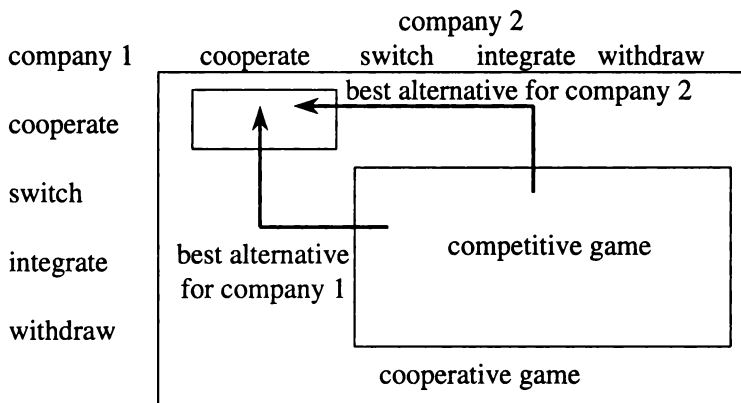 company 2
company 1 cooperate switch integrate withdraw
best alternative for company 2
cooperate
switch
competitive game
best alternative
for company 1
integrate
withdraw
cooperative game